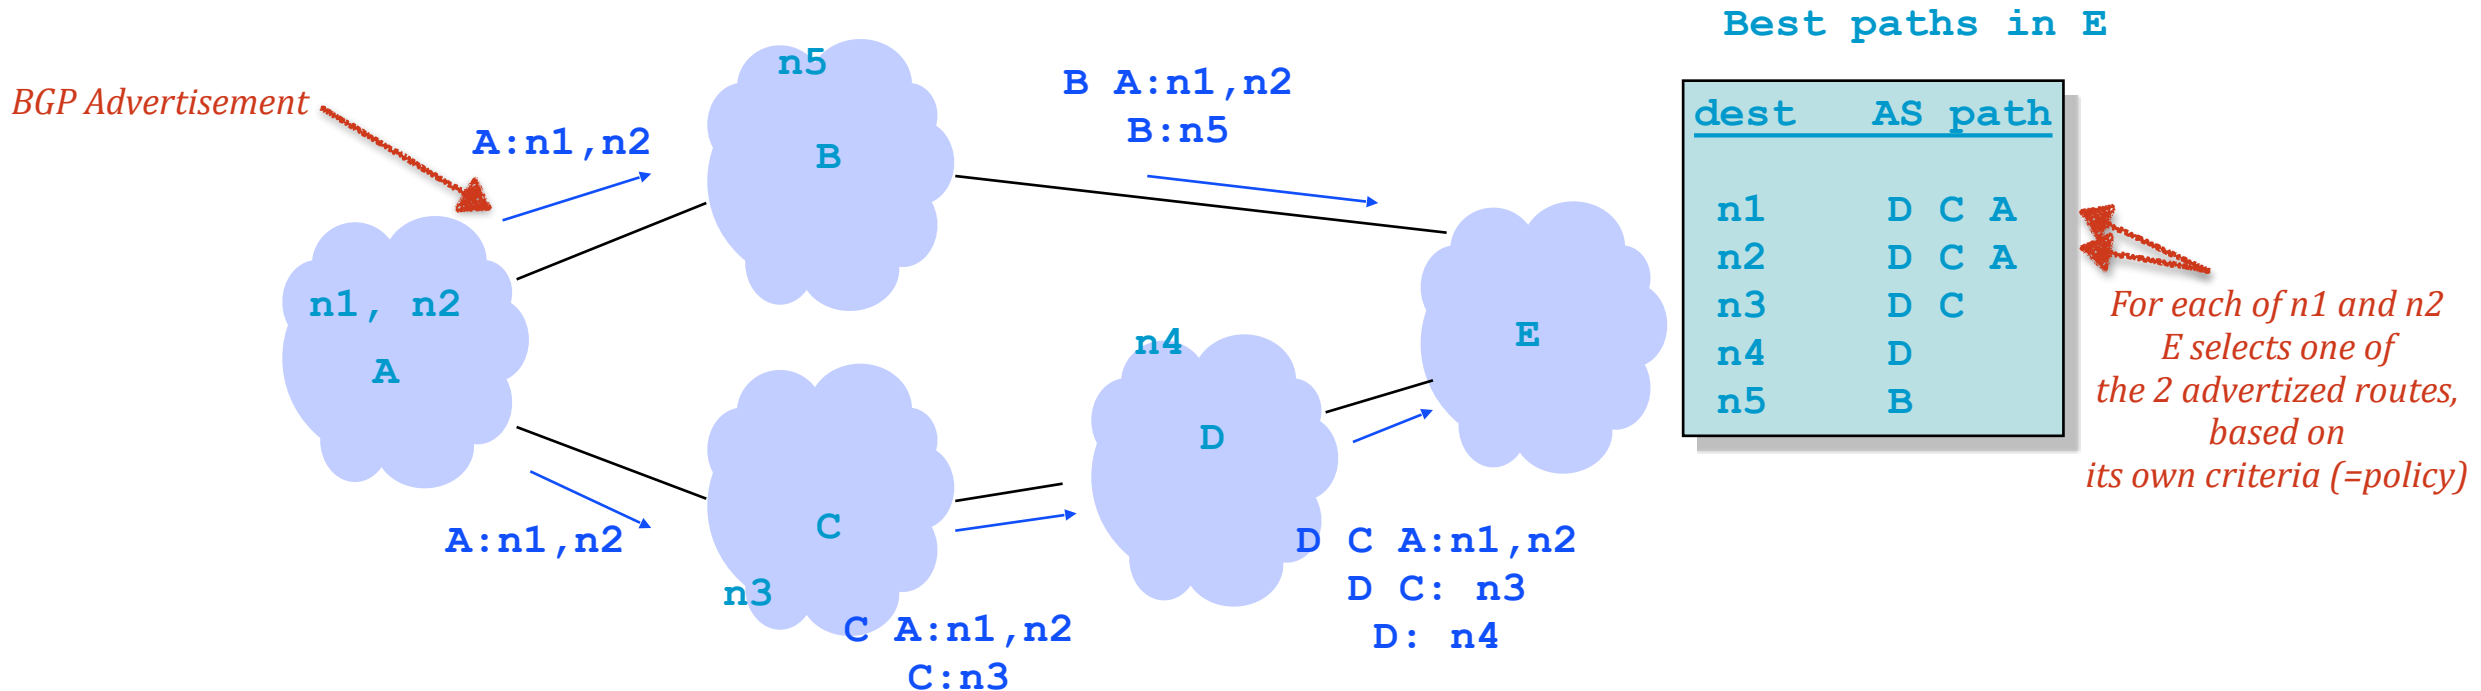 Best paths in E
n5
BGP Advertisement
B A:n1,n2
B:n5
dest AS path
A:n1,n2
B
n1 D C A
n2 D C A
n3 D C
n4 D
n5 B
n1, n2
A
n4
E
For each of n1 and n2
E selects one of
the 2 advertized routes,
based on
its own criteria (=policy)
D
C
A:n1,n2
n3
D C A:n1,n2
D C: n3
D: n4
C A:n1,n2
C:n3